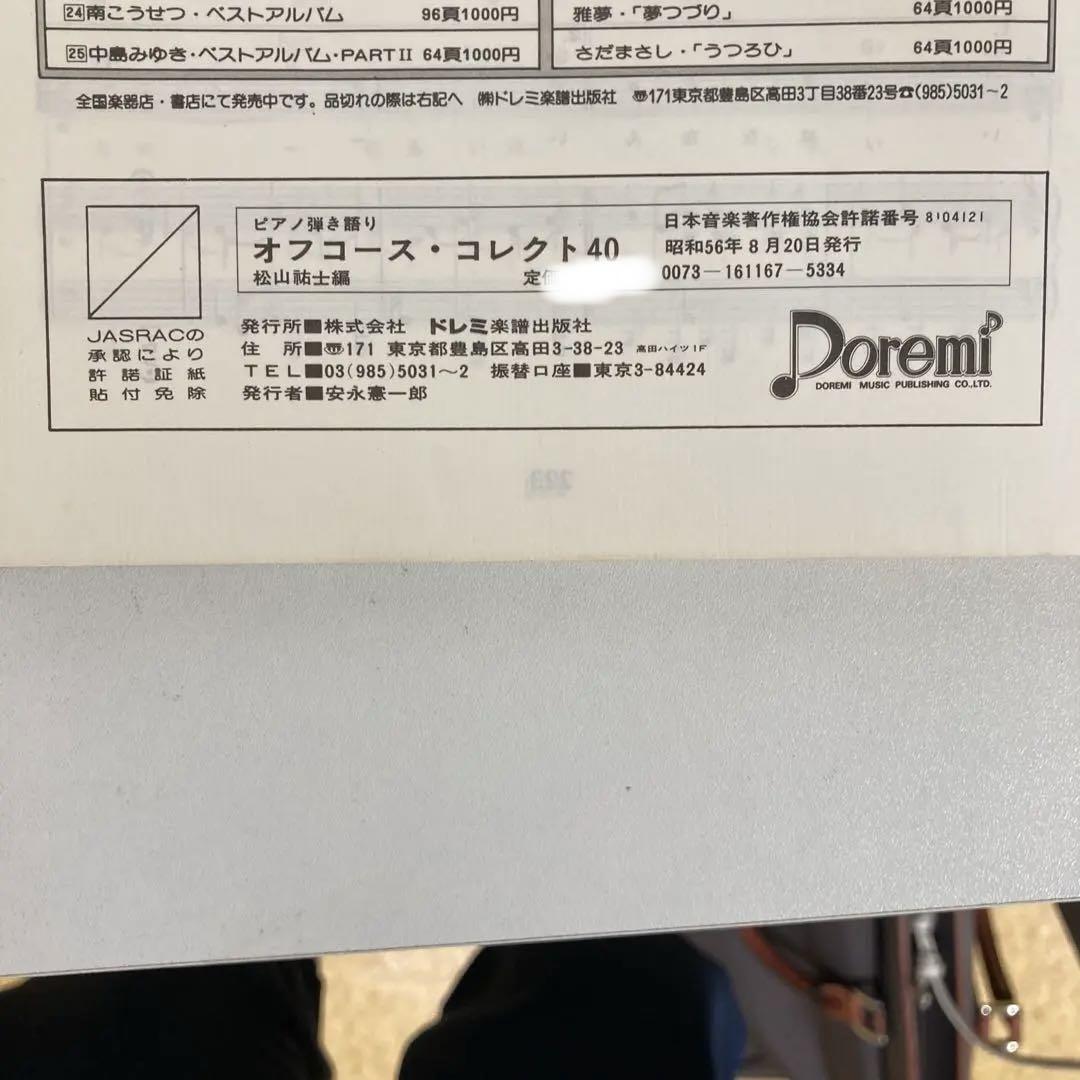 24南こうせつ・ベストアルバム 96頁1000円
25中島みゆき・ベストアルバム・PARTⅡ 64頁1000円
雅夢・「夢つづり」 64頁1000円
さだまさし・「うつろひ」 64頁1000円
全国楽器店・書店にて発売中です。品切れの際は右記へ ㈱ドレミ楽譜出版社 〠171東京都豊島区高田3丁目38番23号☎(985)5031~2
ピアノ弾き語り
オフコース・コレクト40
松山祐士編 定価
日本音楽著作権協会許諾番号 8104121
昭和56年8月20日発行
0073-161167-5334
JASRACの
承認により
許諾証紙
貼付免除
発行所■株式会社 ドレミ楽譜出版社
住 所■〠171 東京都豊島区高田3-38-23 高田ハイツ1F
TEL■03(985)5031~2 振替口座■東京3-84424
発行者■安永憲一郎
Doremi
DOREMI MUSIC PUBLISHING CO.,LTD.